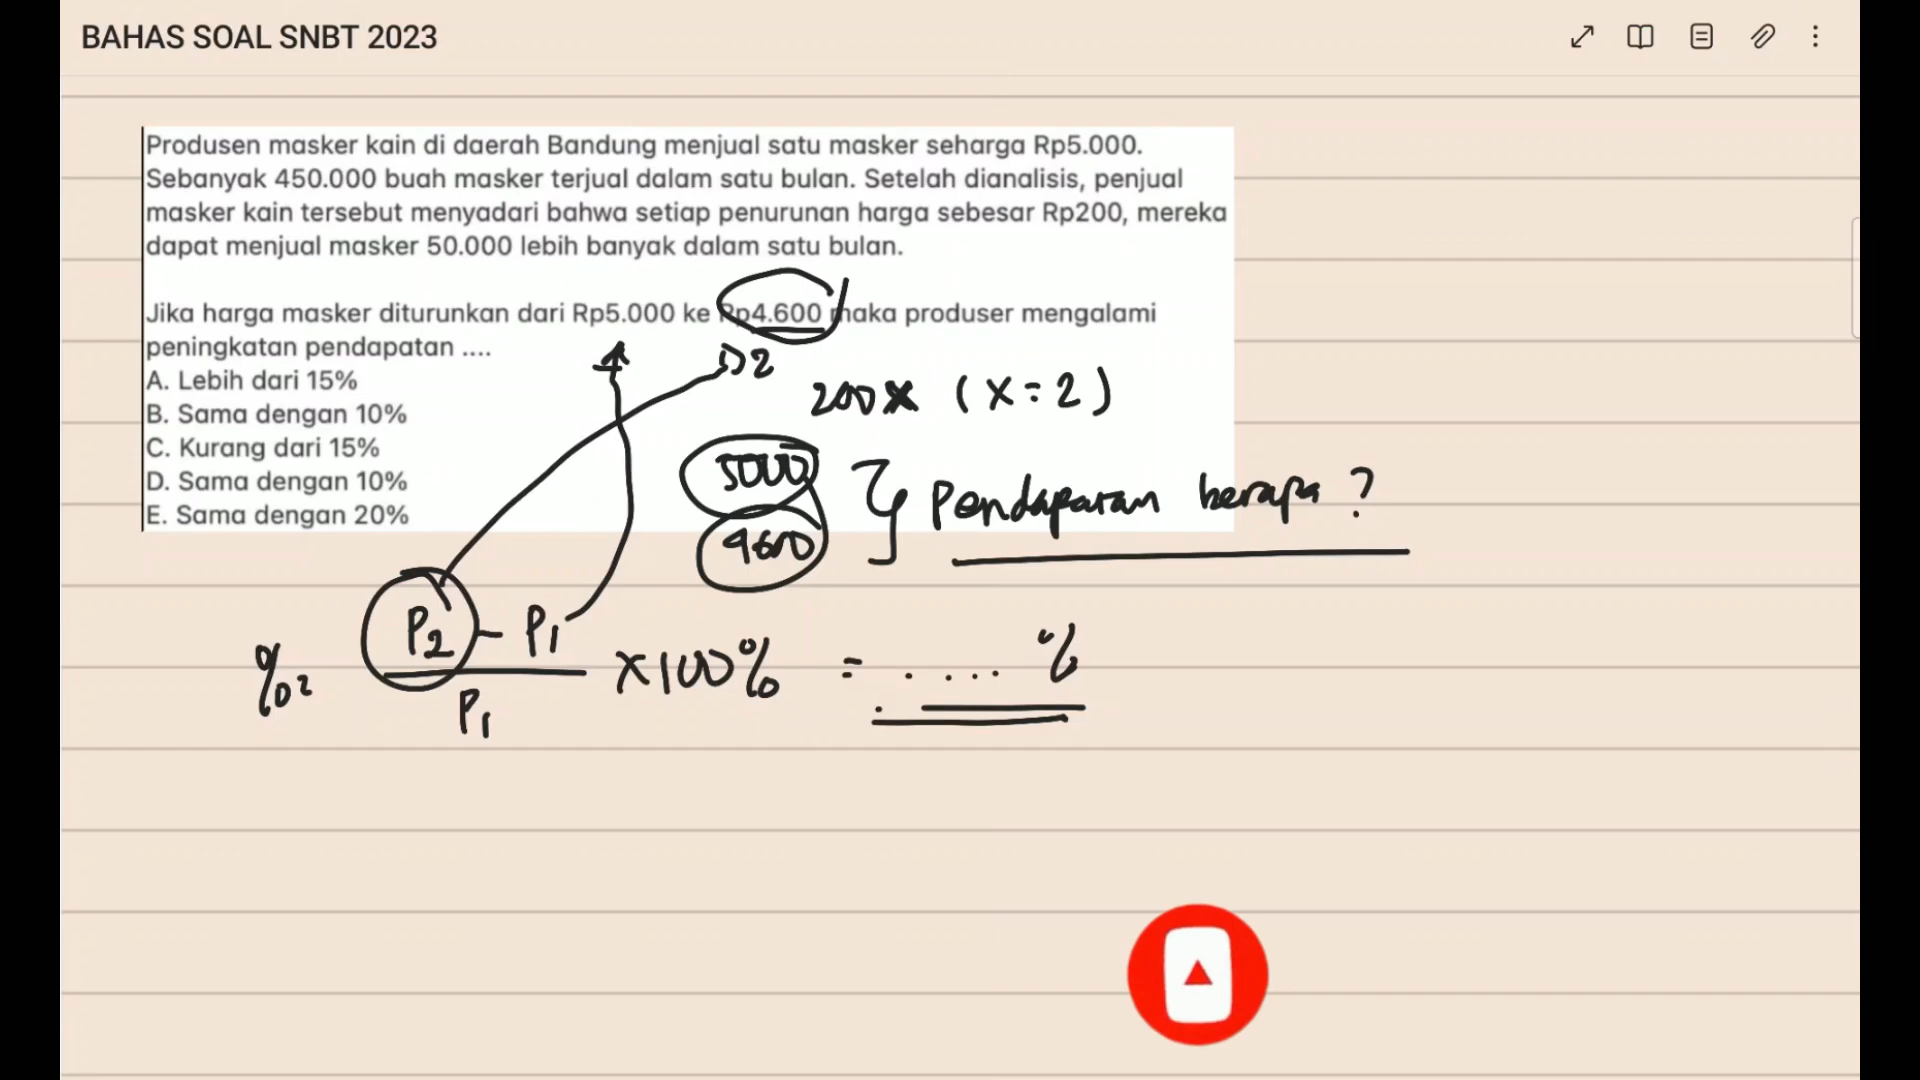 BAHAS SOAL SNBT 2023
Produsen masker kain di daerah Bandung menjual satu masker seharga Rp5.000.
Sebanyak 450.000 buah masker terjual dalam satu bulan. Setelah dianalisis, penjual
masker kain tersebut menyadari bahwa setiap penurunan harga sebesar Rp200, mereka
dapat menjual masker 50.000 lebih banyak dalam satu bulan.
Jika harga masker diturunkan dari Rp5.000 ke Rp4.600 maka produser mengalami
peningkatan pendapatan ....
A. Lebih dari 15%
B. Sama dengan 10%
C. Kurang dari 15%
D. Sama dengan 10%
E. Sama dengan 20%
200x (x=2)
5000
4600
Pendapatan berapa ?
% P2 - P1
P1
x100% = .... %